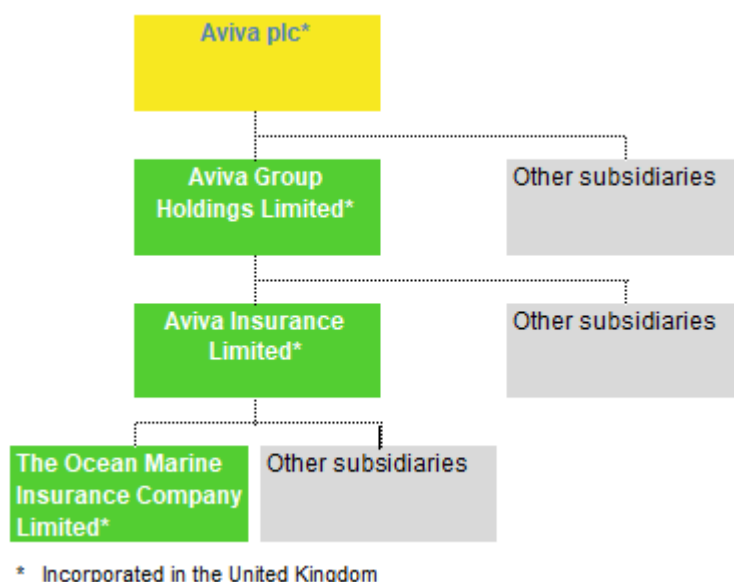 Aviva plc*
Aviva Group
Holdings Limited*
Other subsidiaries
Aviva Insurance
Limited*
Other subsidiaries
The Ocean Marine
Insurance Company
Limited*
Other subsidiaries
* Incorporated in the United Kingdom